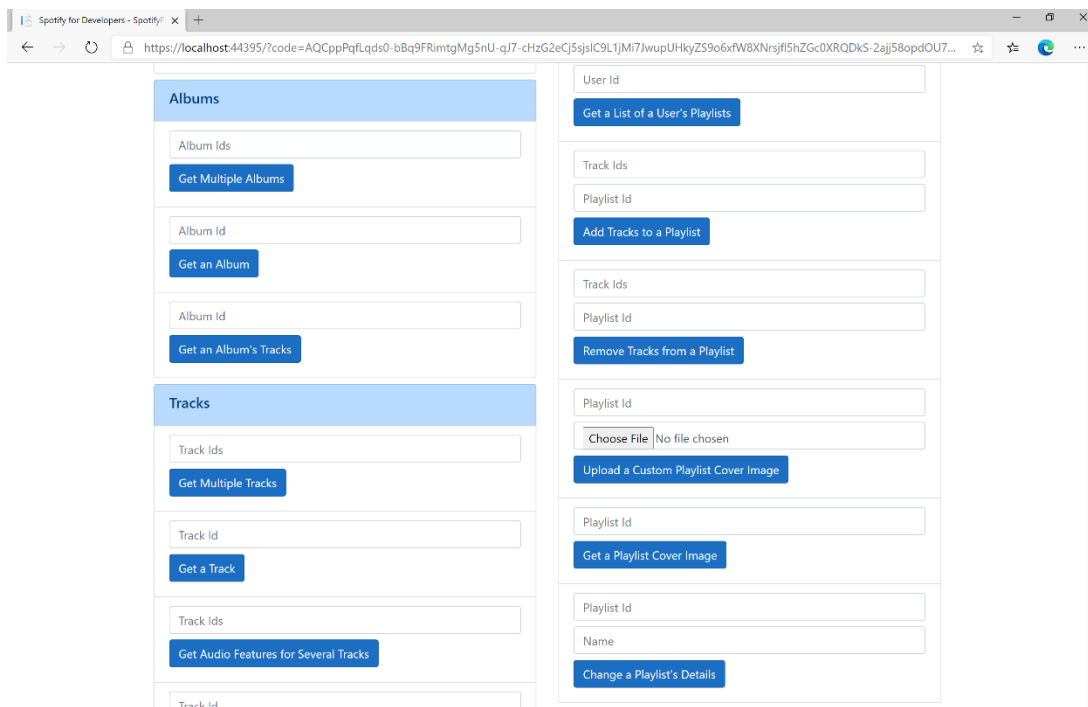 Spotify for Developers - Spotify
https://localhost:44395/?code=AQCppPqfLqds0-bBq9FRimtgMg5nU-qJ7-cHzG2eCj5sjsIC9L1jMi7JwupUHkyZS9o6xfW8XNrsjfl5hZGc0XRQDkS-2ajj58opdOU7...
Albums
Album Ids
Get Multiple Albums
Album Id
Get an Album
Album Id
Get an Album's Tracks
Tracks
Track Ids
Get Multiple Tracks
Track Id
Get a Track
Track Ids
Get Audio Features for Several Tracks
Track Id
User Id
Get a List of a User's Playlists
Track Ids
Playlist Id
Add Tracks to a Playlist
Track Ids
Playlist Id
Remove Tracks from a Playlist
Playlist Id
Choose File No file chosen
Upload a Custom Playlist Cover Image
Playlist Id
Get a Playlist Cover Image
Playlist Id
Name
Change a Playlist's Details